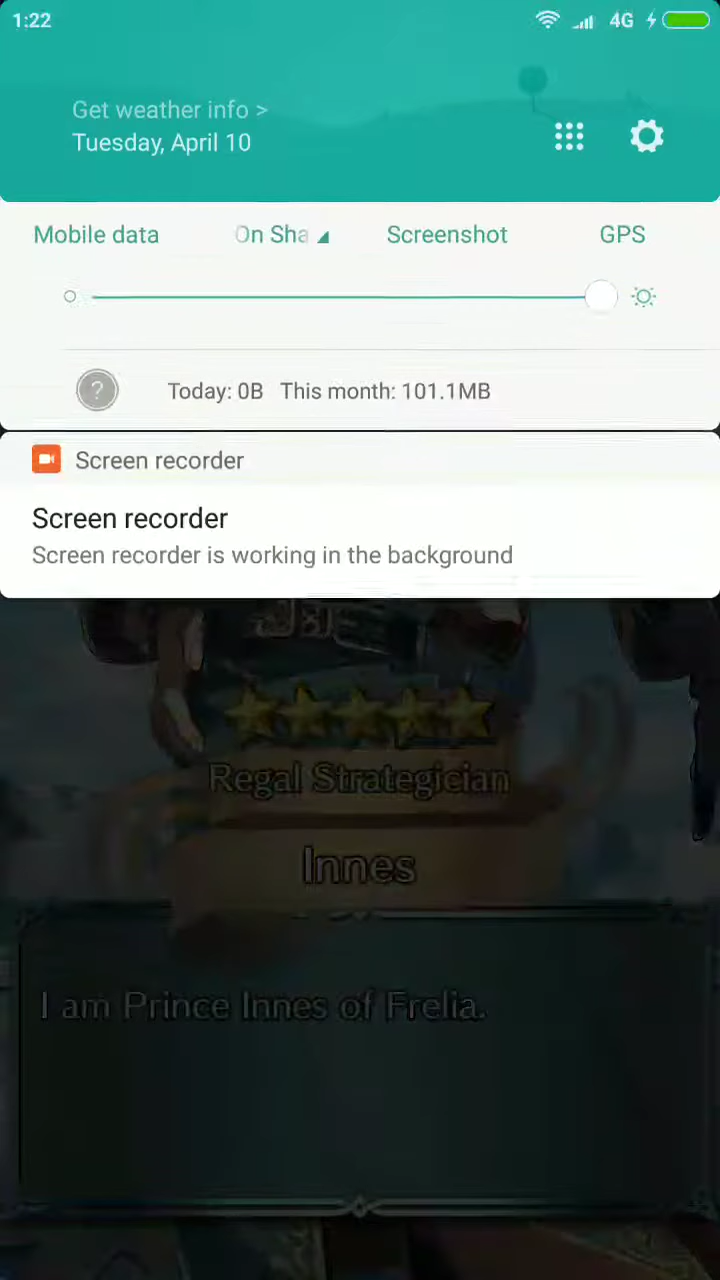 1:22
4G
Get weather info >
Tuesday, April 10
Mobile data
On Sha
Screenshot
GPS
?
Today: 0B This month: 101.1MB
Screen recorder
Screen recorder
Screen recorder is working in the background
Regal Strategician
Innes
I am Prince Innes of Frelia.